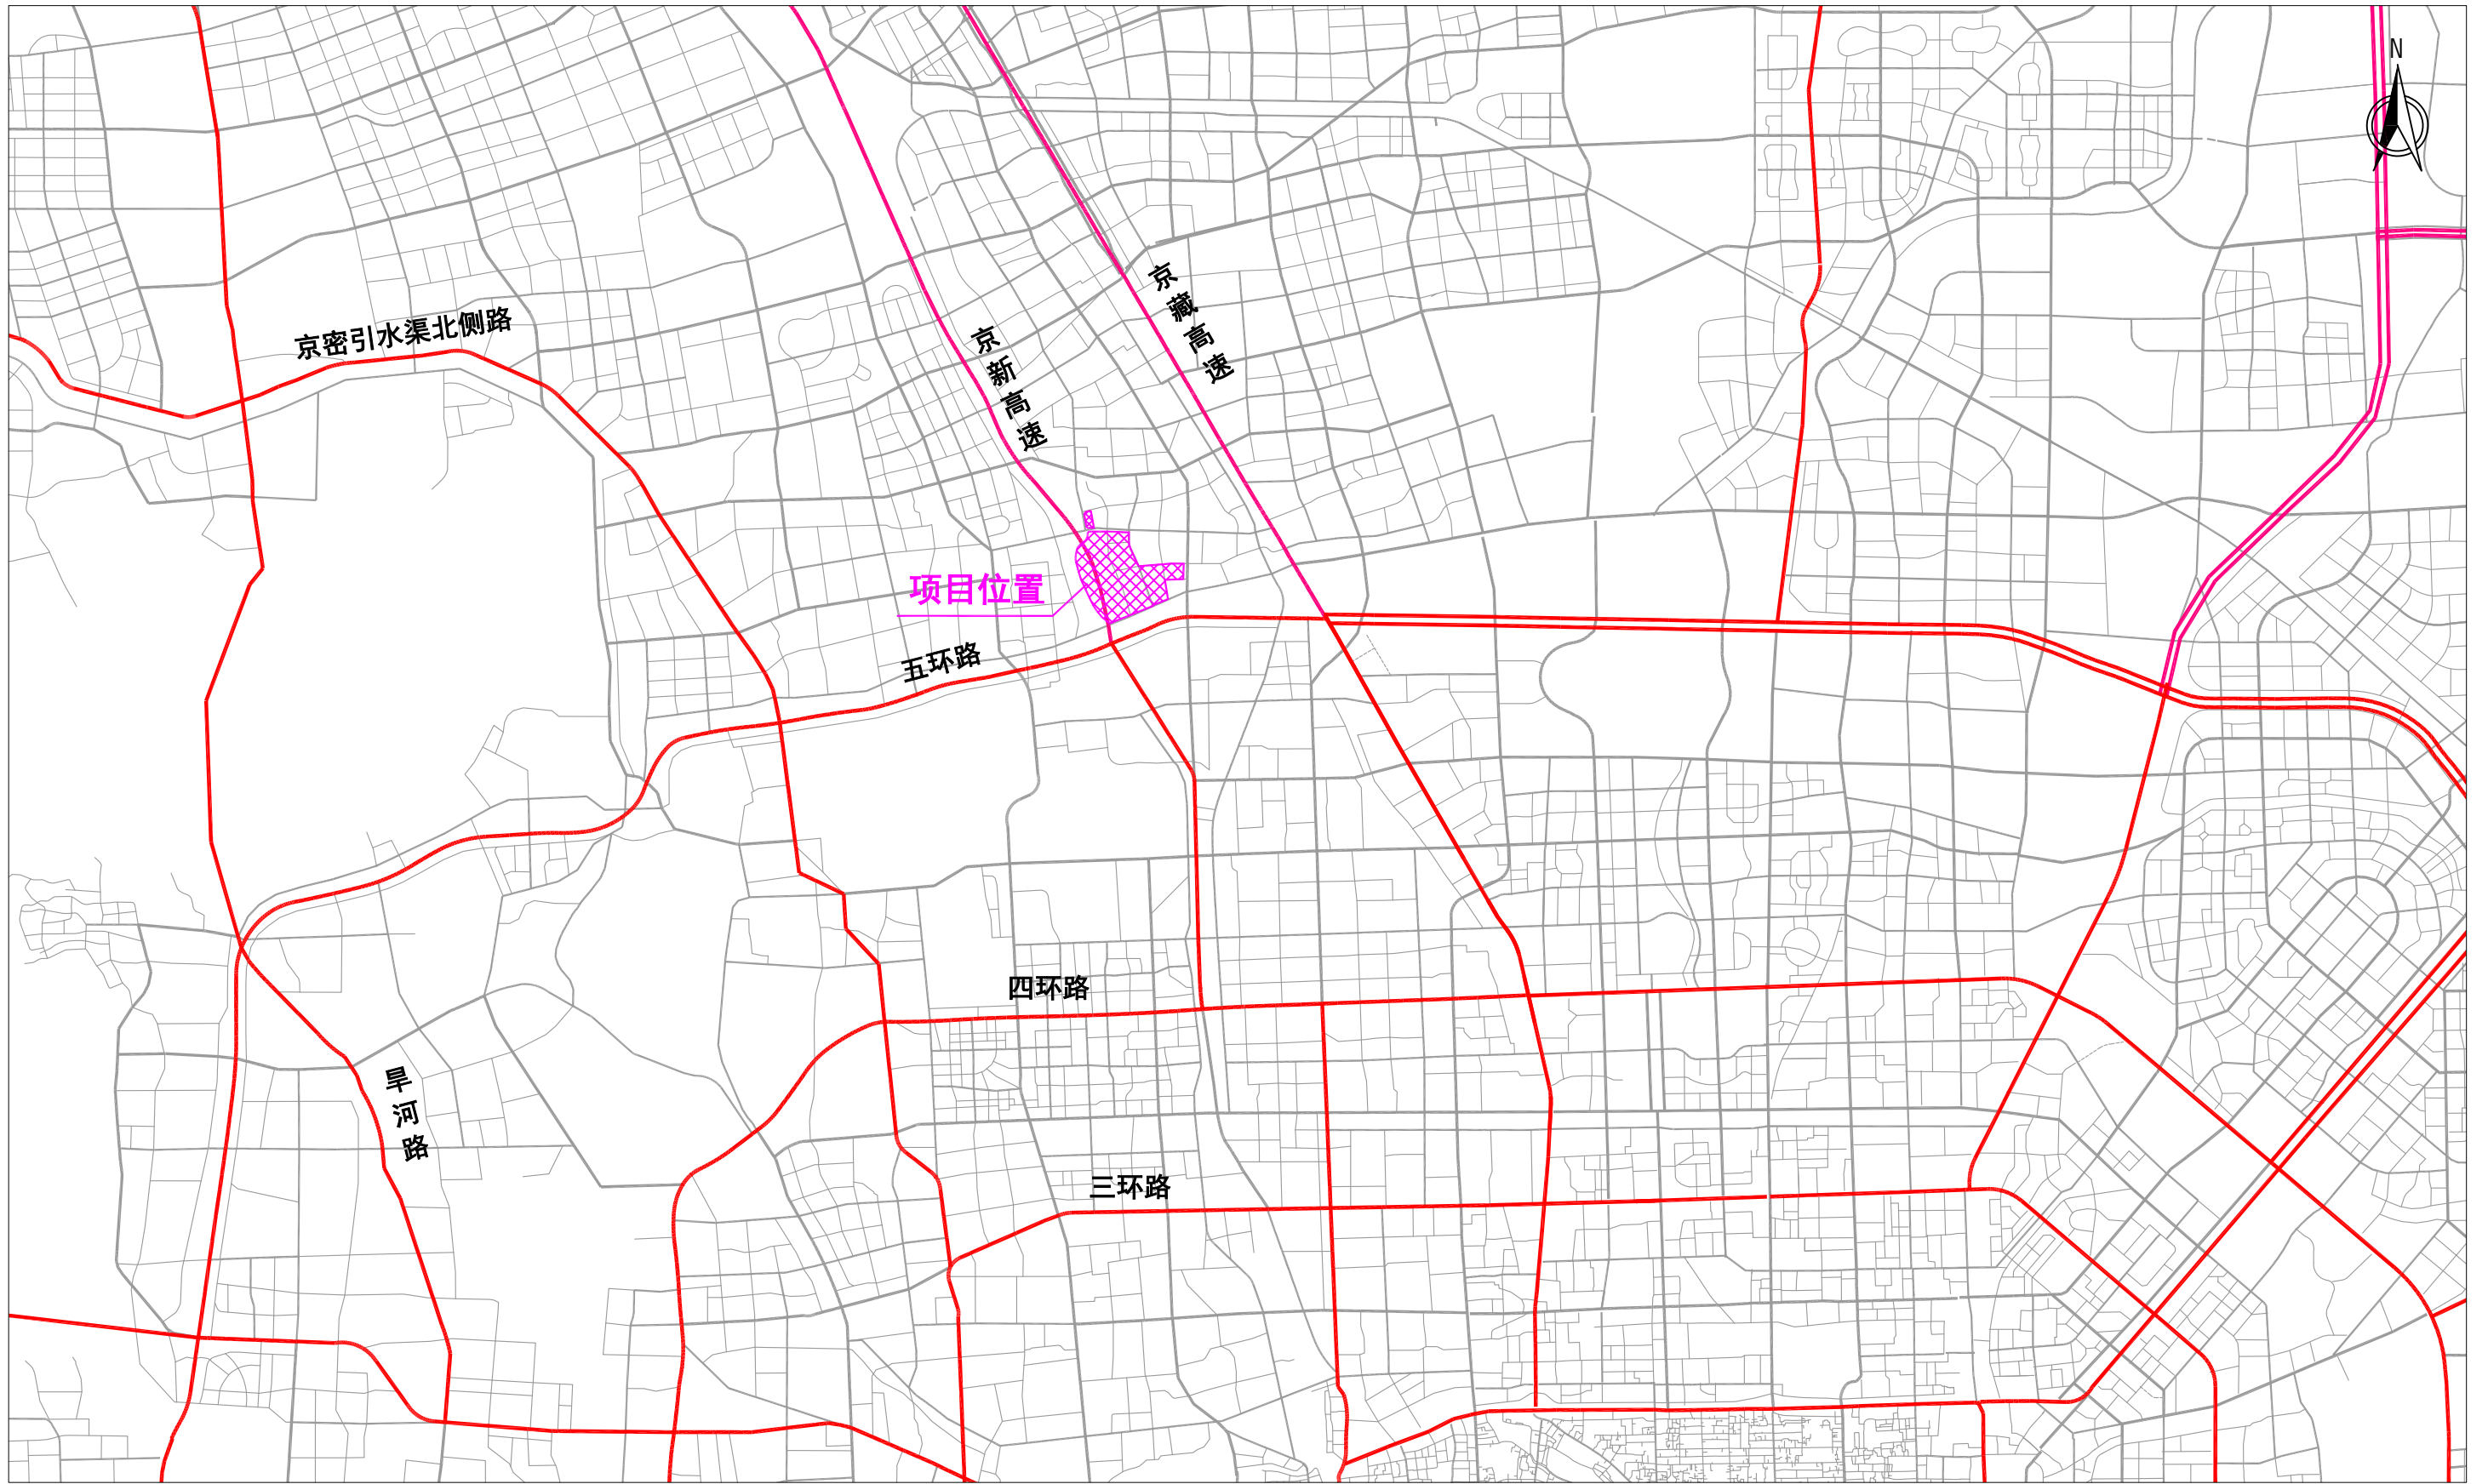 N
京藏高速
京密引水渠北侧路
京新高速
项目位置
五环路
四环路
旱河路
三环路